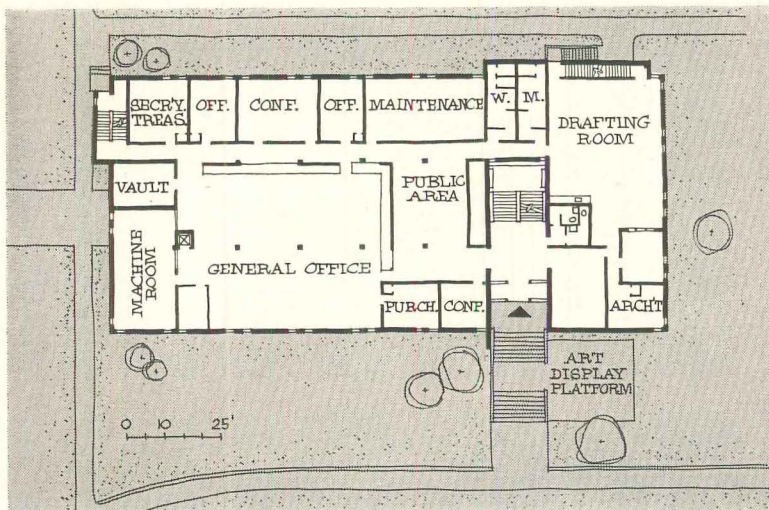 SECR'Y.
TREAS.
OFF.
CONF.
OFF.
MAINTENANCE
W.
M.
DRAFTING
ROOM
VAULT
PUBLIC
AREA
MACHINE
ROOM
GENERAL OFFICE
PURCH.
CONF.
ARCH'T
ART
DISPLAY
PLATFORM
0 10 25'